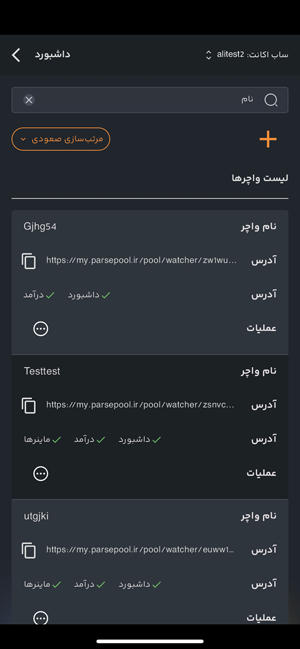 داشبورد ساب اکانت: alitest2
نام
مرتب‌سازی صعودی
لیست واچرها
نام واچر Gjhg54
آدرس https://my.parsepool.ir/pool/watcher/zw1wu...
آدرس داشبورد درآمد
عملیات
نام واچر Testtest
آدرس https://my.parsepool.ir/pool/watcher/zsnvc...
آدرس داشبورد درآمد ماینرها
عملیات
نام واچر utgjki
آدرس https://my.parsepool.ir/pool/watcher/euww1...
آدرس داشبورد درآمد ماینرها
عملیات